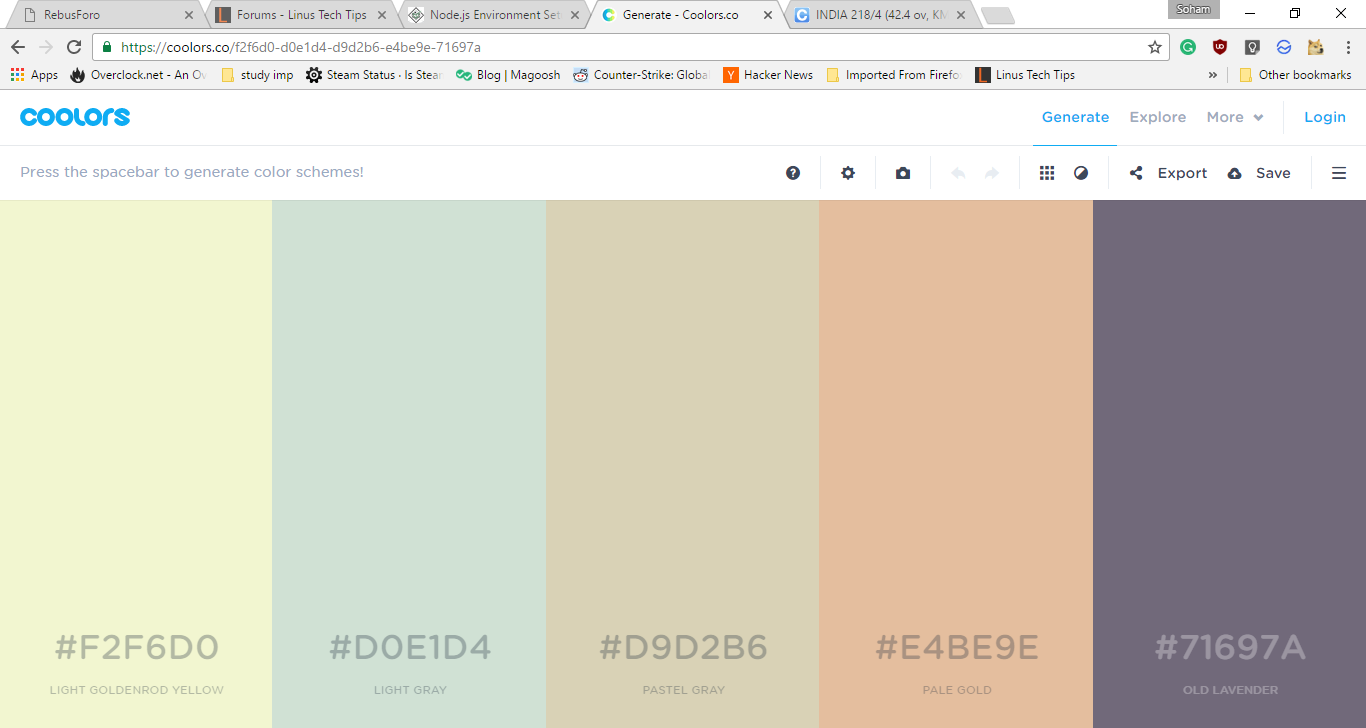 RebusForo
Forums - Linus Tech Tips
Node.js Environment Set
Generate - Coolors.co
INDIA 218/4 (42.4 ov, KM
Soham
https://coolors.co/f2f6d0-d0e1d4-d9d2b6-e4be9e-71697a
Apps
Overclock.net - An Ov
study imp
Steam Status · Is Stea
Blog | Magoosh
Counter-Strike: Global
Hacker News
Imported From Firefo
Linus Tech Tips
»
Other bookmarks
coolors
Generate
Explore
More
Login
Press the spacebar to generate color schemes!
Export
Save
#F2F6D0
LIGHT GOLDENROD YELLOW
#D0E1D4
LIGHT GRAY
#D9D2B6
PASTEL GRAY
#E4BE9E
PALE GOLD
#71697A
OLD LAVENDER